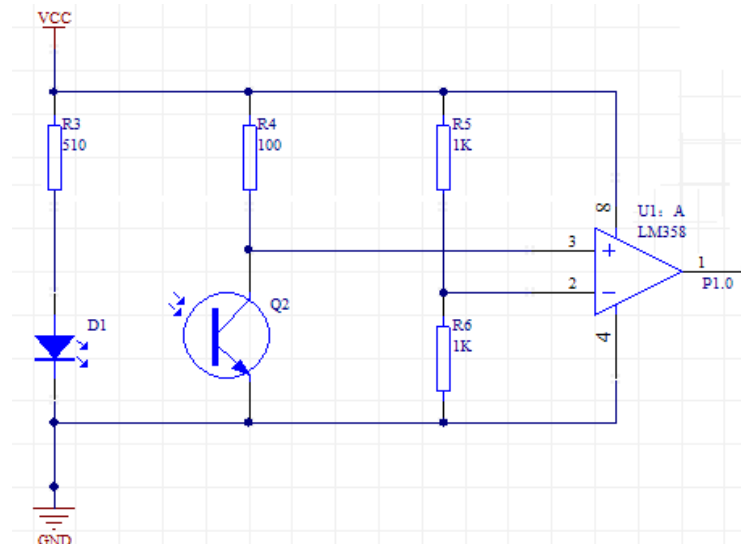 VCC
R3
510
R4
100
R5
1K
8
U1: A
LM358
3
+
1
P1.0
2
−
D1
Q2
R6
1K
4
GND